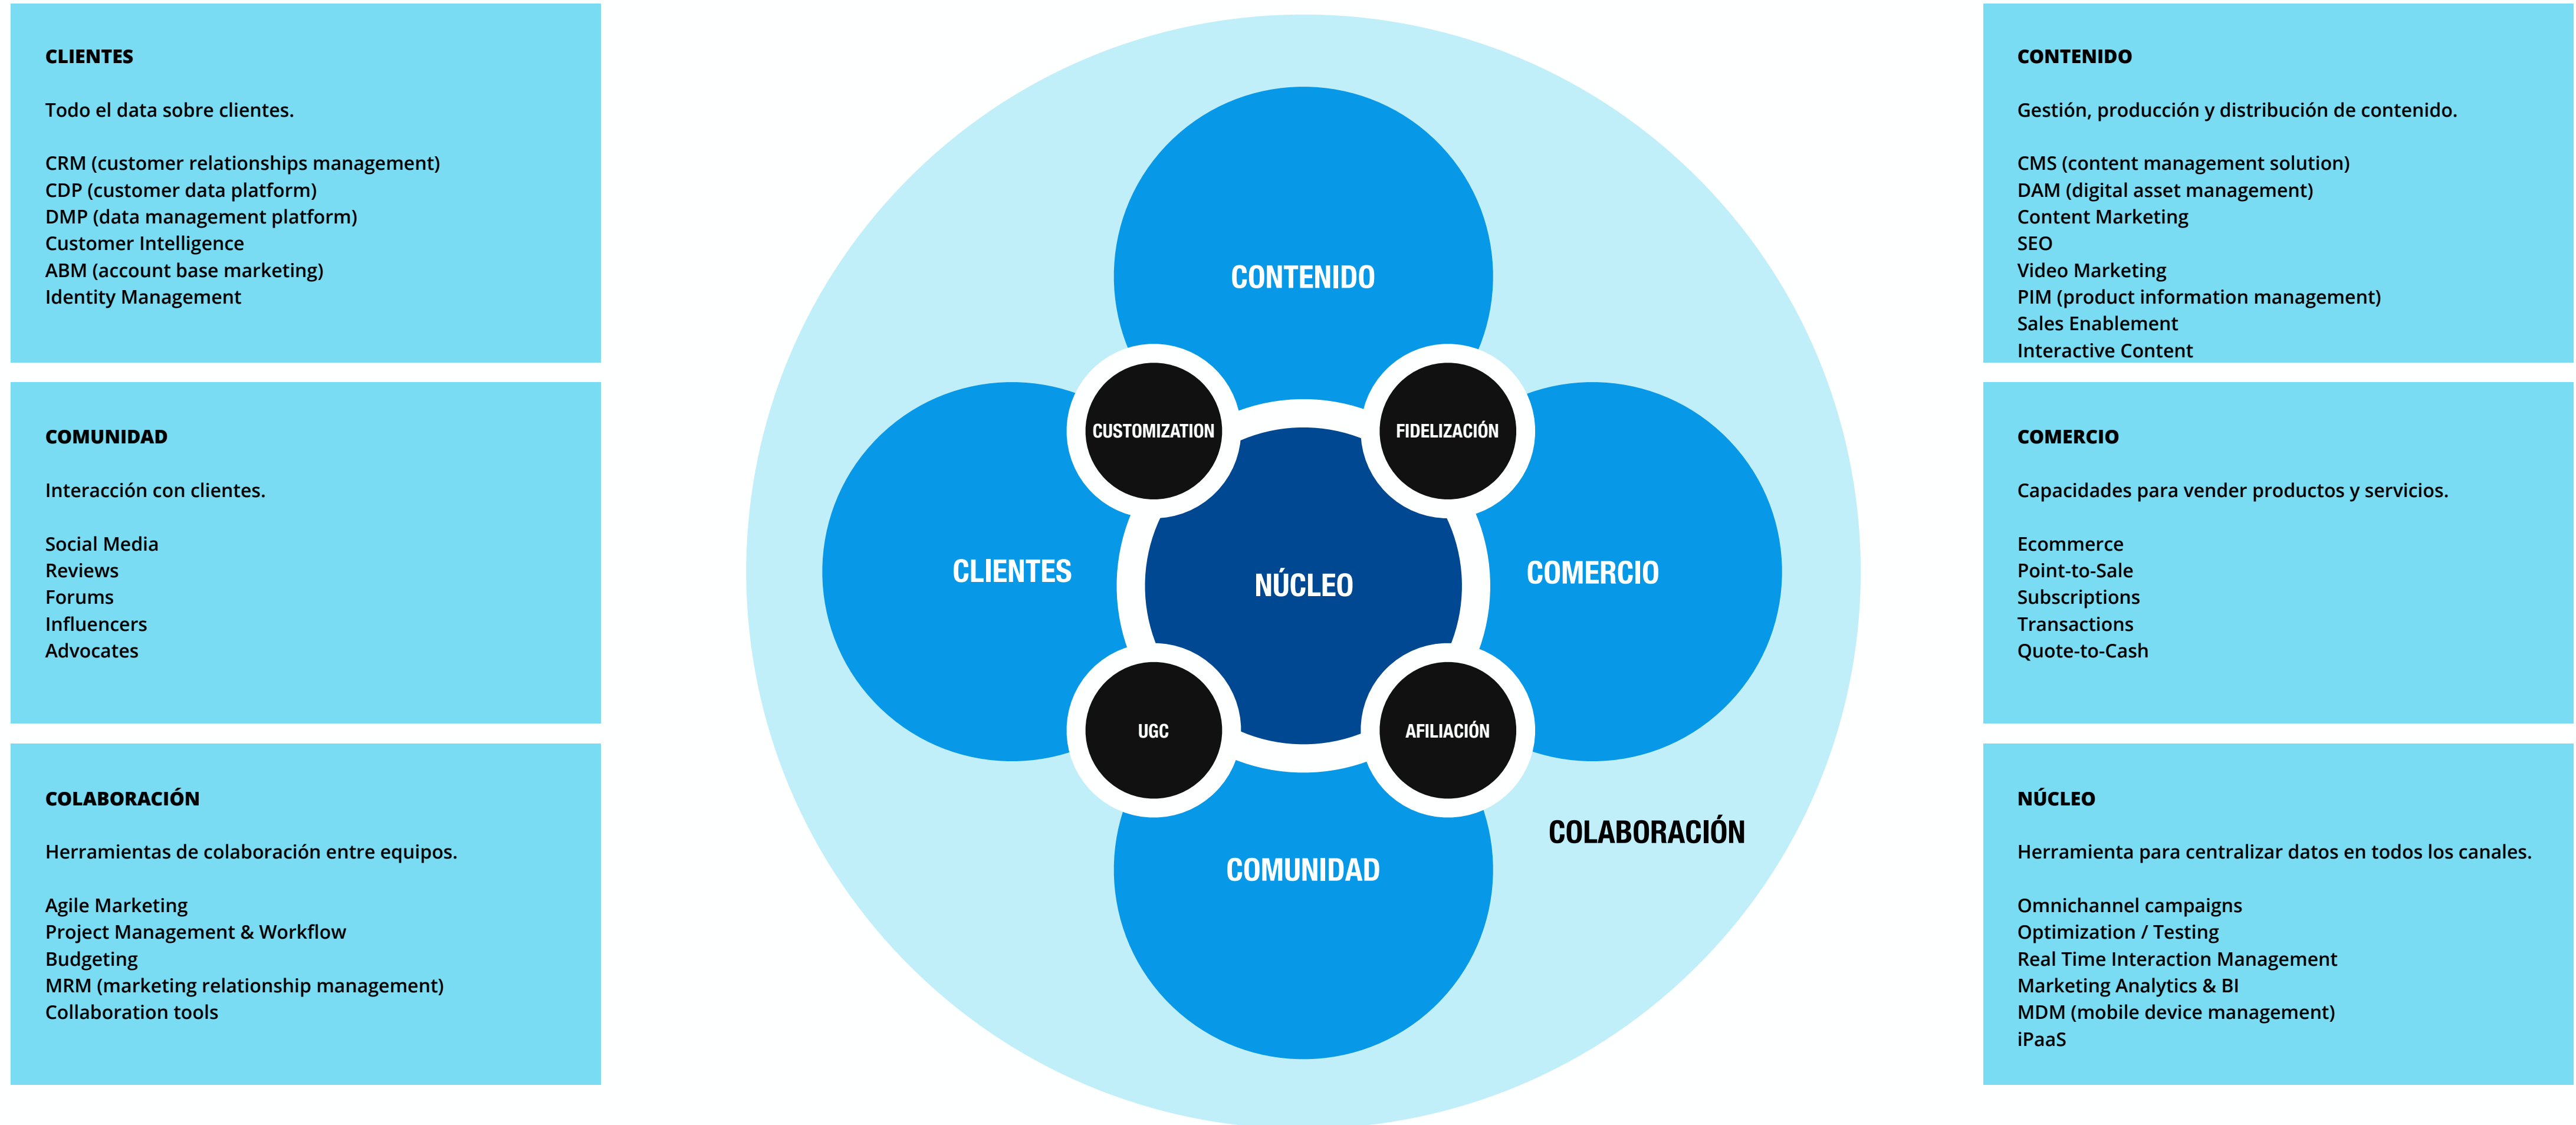 CLIENTES
Todo el data sobre clientes.
CRM (customer relationships management)
CDP (customer data platform)
DMP (data management platform)
Customer Intelligence
ABM (account base marketing)
Identity Management
COMUNIDAD
Interacción con clientes.
Social Media
Reviews
Forums
Influencers
Advocates
COLABORACIÓN
Herramientas de colaboración entre equipos.
Agile Marketing
Project Management & Workflow
Budgeting
MRM (marketing relationship management)
Collaboration tools
CONTENIDO
CUSTOMIZATION
FIDELIZACIÓN
CLIENTES
NÚCLEO
COMERCIO
UGC
AFILIACIÓN
COLABORACIÓN
COMUNIDAD
CONTENIDO
Gestión, producción y distribución de contenido.
CMS (content management solution)
DAM (digital asset management)
Content Marketing
SEO
Video Marketing
PIM (product information management)
Sales Enablement
Interactive Content
COMERCIO
Capacidades para vender productos y servicios.
Ecommerce
Point-to-Sale
Subscriptions
Transactions
Quote-to-Cash
NÚCLEO
Herramienta para centralizar datos en todos los canales.
Omnichannel campaigns
Optimization / Testing
Real Time Interaction Management
Marketing Analytics & BI
MDM (mobile device management)
iPaaS